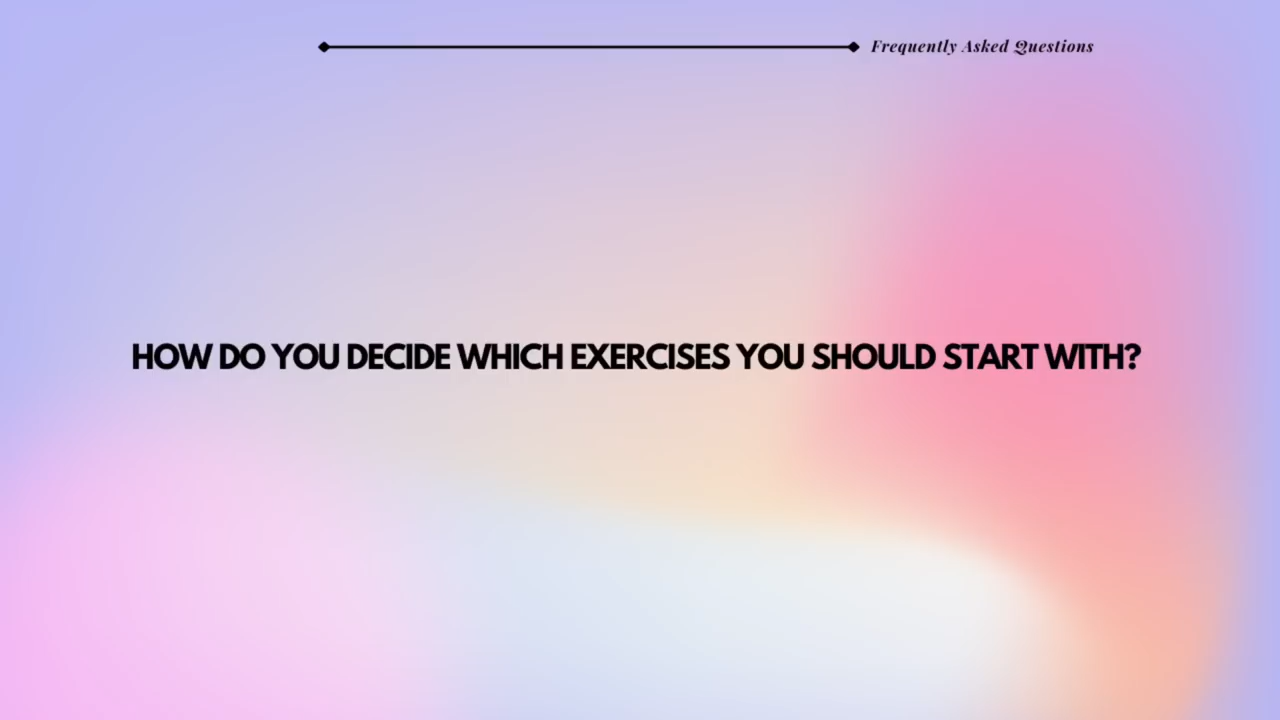 Frequently Asked Questions
HOW DO YOU DECIDE WHICH EXERCISES YOU SHOULD START WITH?